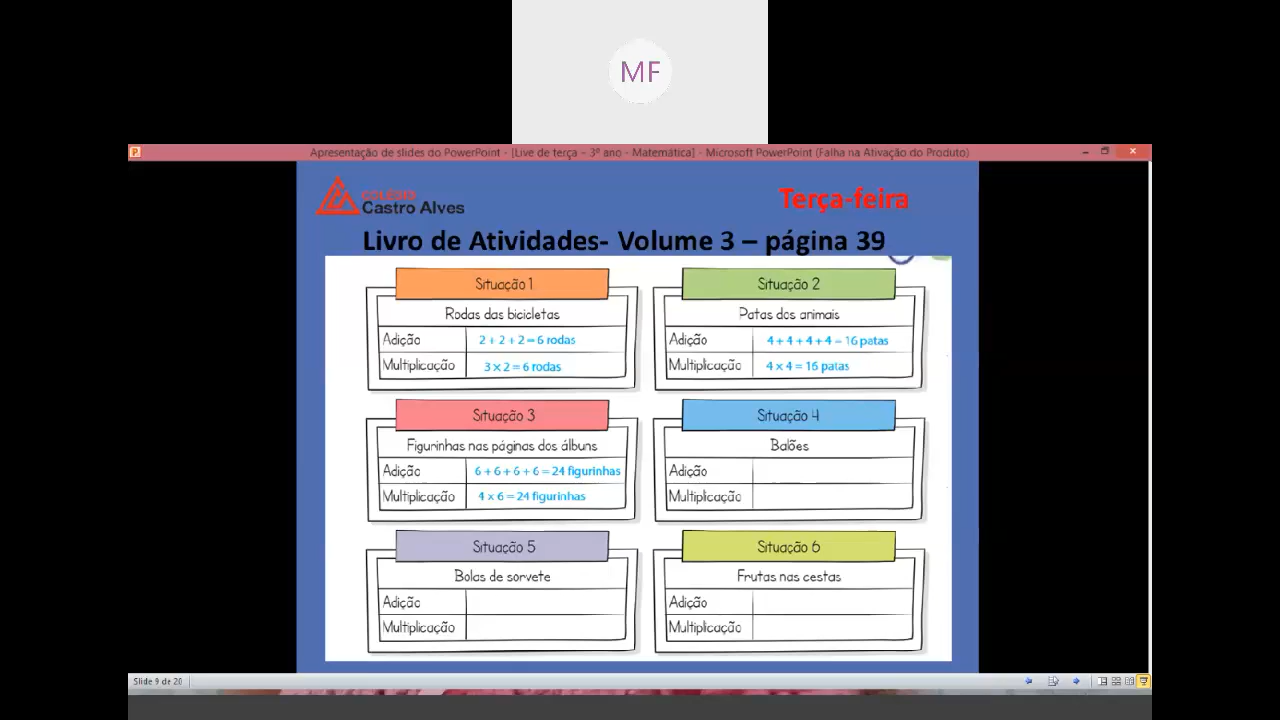 MF
Apresentação de slides do PowerPoint - [Live de terça - 3º ano - Matemática] - Microsoft PowerPoint (Falha na Ativação do Produto)
COLÉGIO
Castro Alves
Terça-feira
Livro de Atividades- Volume 3 – página 39
Situação 1
Rodas das bicicletas
Adição 2 + 2 + 2 = 6 rodas
Multiplicação 3 x 2 = 6 rodas
Situação 2
Patas dos animais
Adição 4 + 4 + 4 + 4 = 16 patas
Multiplicação 4 x 4 = 16 patas
Situação 3
Figurinhas nas páginas dos álbuns
Adição 6 + 6 + 6 + 6 = 24 figurinhas
Multiplicação 4 x 6 = 24 figurinhas
Situação 4
Balões
Adição
Multiplicação
Situação 5
Bolas de sorvete
Adição
Multiplicação
Situação 6
Frutas nas cestas
Adição
Multiplicação
Slide 9 de 20